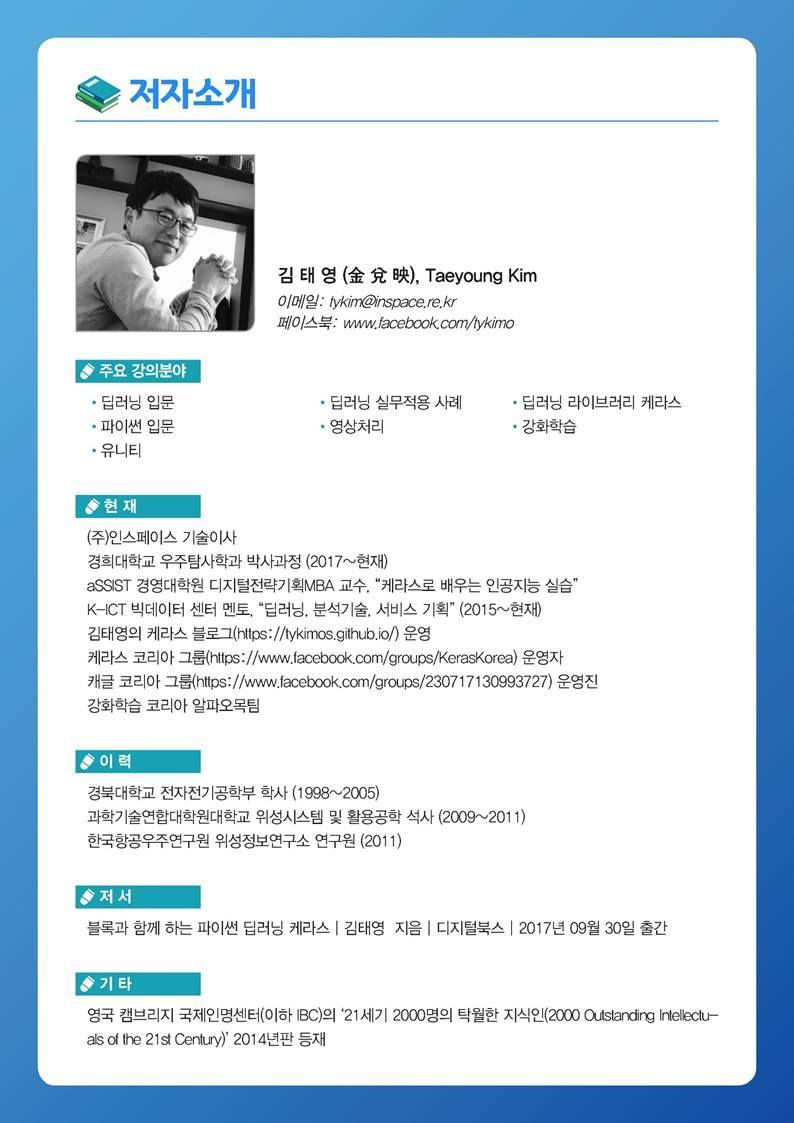 저자소개
김 태 영 (金 兌 映), Taeyoung Kim
이메일: tykim@inspace.re.kr
페이스북: www.facebook.com/tykimo
주요 강의분야
• 딥러닝 입문 • 딥러닝 실무적용 사례 • 딥러닝 라이브러리 케라스
• 파이썬 입문 • 영상처리 • 강화학습
• 유니티
현 재
(주)인스페이스 기술이사
경희대학교 우주탐사학과 박사과정 (2017~현재)
aSSIST 경영대학원 디지털전략기획MBA 교수, “케라스로 배우는 인공지능 실습”
K-ICT 빅데이터 센터 멘토, “딥러닝, 분석기술, 서비스 기획” (2015~현재)
김태영의 케라스 블로그(https://tykimos.github.io/) 운영
케라스 코리아 그룹(https://www.facebook.com/groups/KerasKorea) 운영자
캐글 코리아 그룹(https://www.facebook.com/groups/230717130993727) 운영진
강화학습 코리아 알파오목팀
이 력
경북대학교 전자전기공학부 학사 (1998~2005)
과학기술연합대학원대학교 위성시스템 및 활용공학 석사 (2009~2011)
한국항공우주연구원 위성정보연구소 연구원 (2011)
저 서
블록과 함께 하는 파이썬 딥러닝 케라스 | 김태영 지음 | 디지털북스 | 2017년 09월 30일 출간
기 타
영국 캠브리지 국제인명센터(이하 IBC)의 ‘21세기 2000명의 탁월한 지식인(2000 Outstanding Intellectu-
als of the 21st Century)’ 2014년판 등재